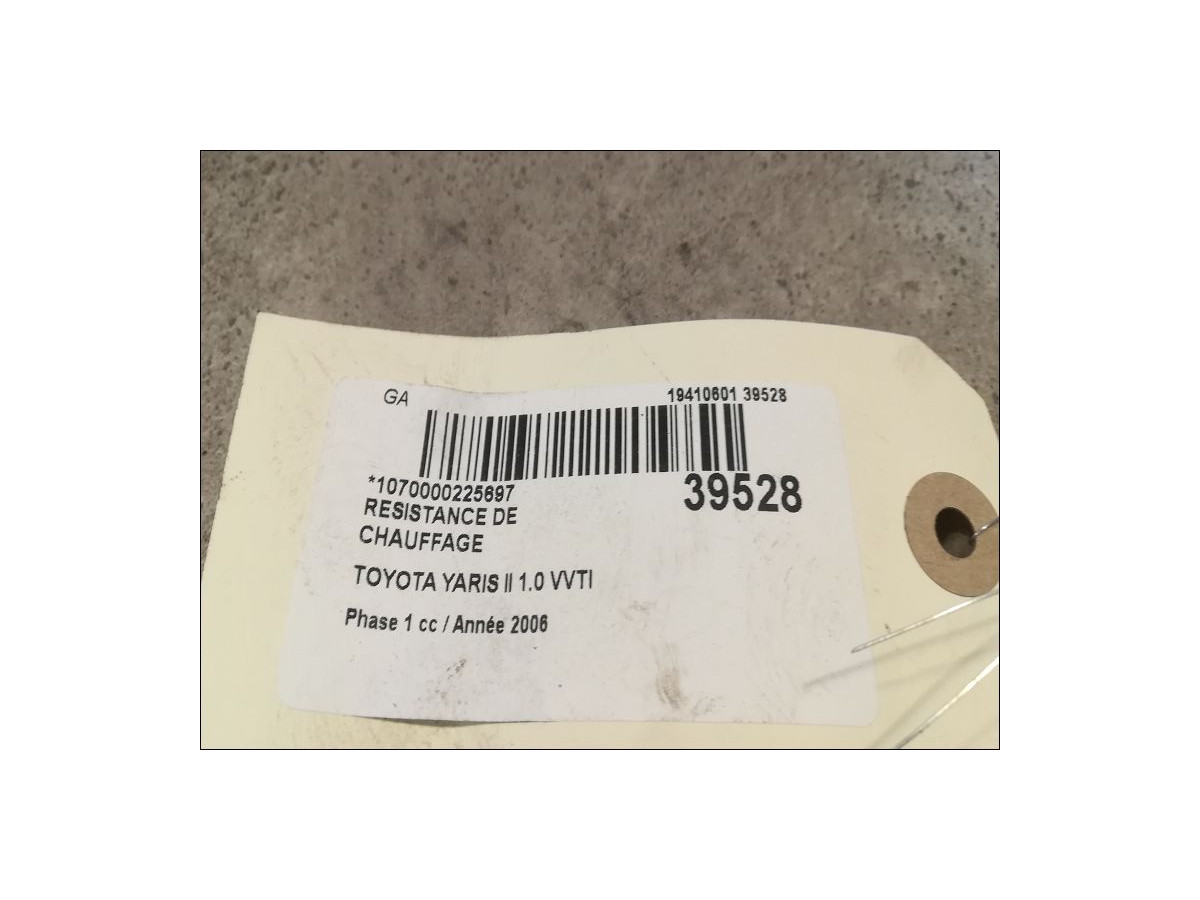 GA 19410601 39528
*1070000225697 39528
RESISTANCE DE
CHAUFFAGE
TOYOTA YARIS II 1.0 VVTI
Phase 1 cc / Année 2006